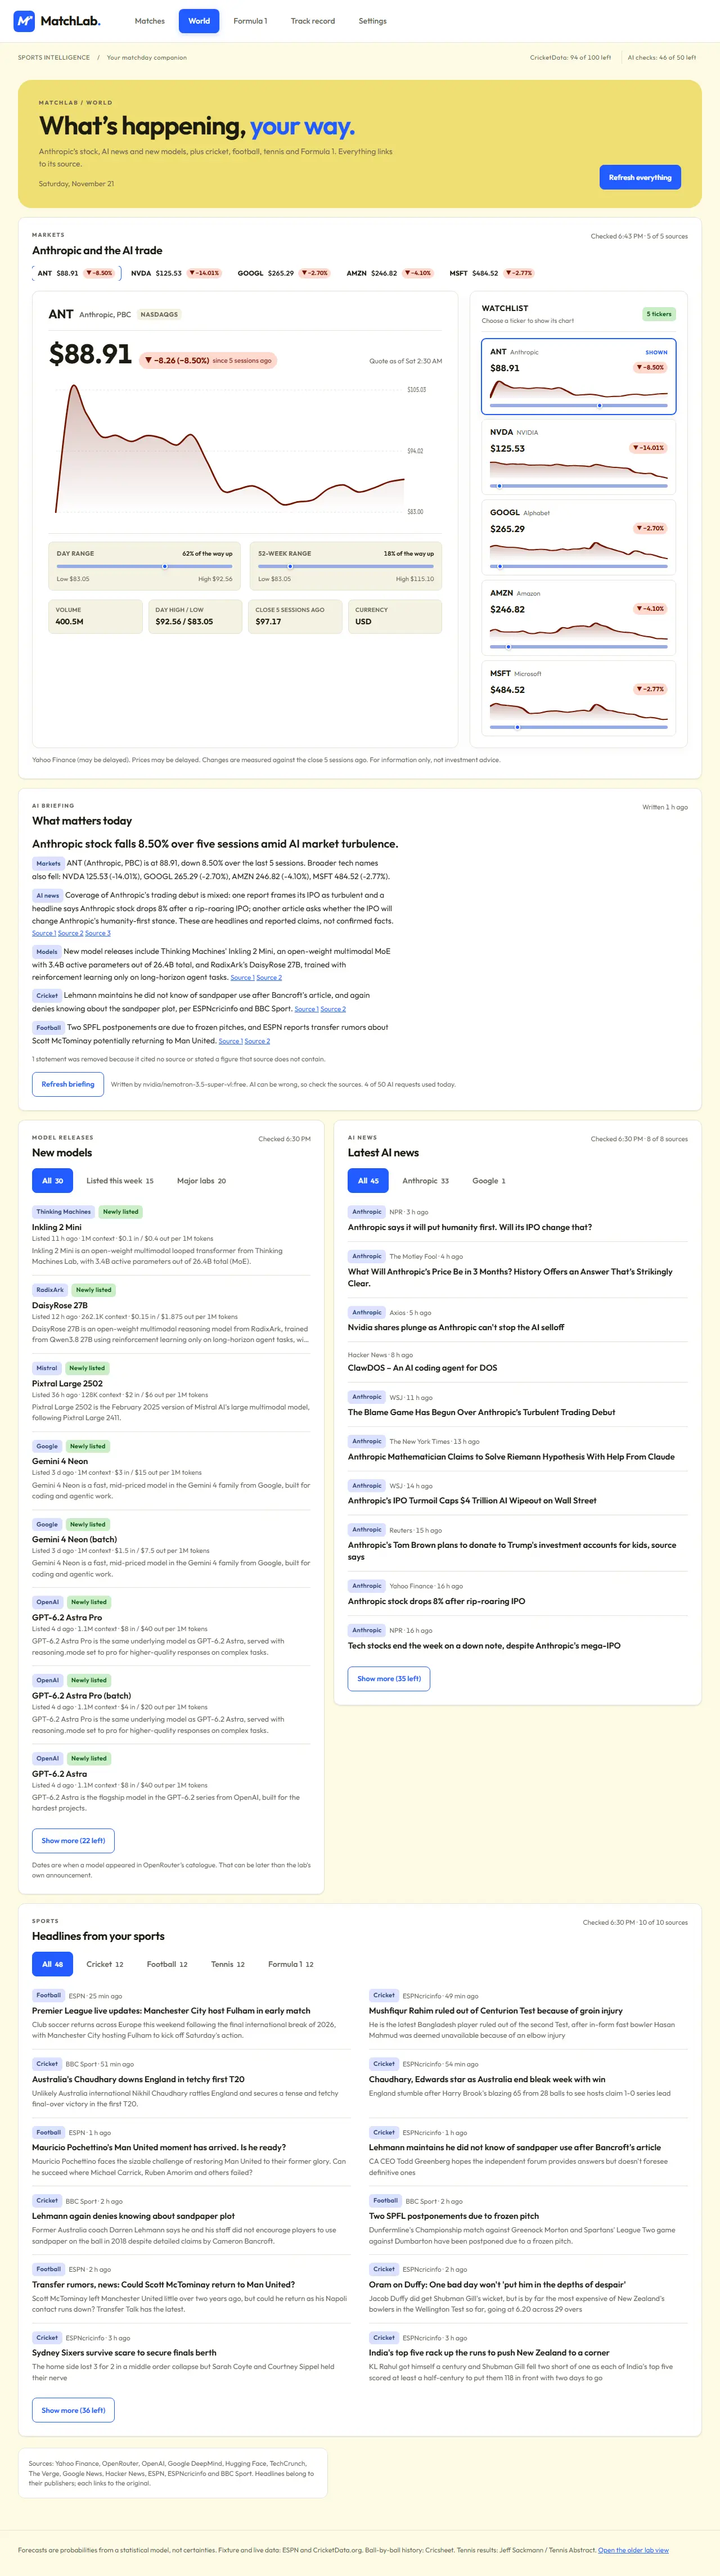 MatchLab.
Matches
World
Formula 1
Track record
Settings
SPORTS INTELLIGENCE / Your matchday companion
CricketData: 94 of 100 left
AI checks: 46 of 50 left
MATCHLAB / WORLD
What's happening, your way.
Anthropic's stock, AI news and new models, plus cricket, football, tennis and Formula 1. Everything links
to its source.
Saturday, November 21
Refresh everything
MARKETS
Anthropic and the AI trade
Checked 6:43 PM · 5 of 5 sources
ANT $88.91 ▼ -8.50%
NVDA $125.53 ▼ -14.01%
GOOGL $265.29 ▼ -2.70%
AMZN $246.82 ▼ -4.10%
MSFT $484.52 ▼ -2.77%
ANT Anthropic, PBC NASDAQGS
$88.91 ▼ -8.26 (-8.50%) since 5 sessions ago
Quote as of Sat 2:30 AM
$105.03
$94.02
$83.00
DAY RANGE
62% of the way up
Low $83.05
High $92.56
52-WEEK RANGE
18% of the way up
Low $83.05
High $115.10
VOLUME
400.5M
DAY HIGH / LOW
$92.56 / $83.05
CLOSE 5 SESSIONS AGO
$97.17
CURRENCY
USD
WATCHLIST
Choose a ticker to show its chart
5 tickers
ANT Anthropic
SHOWN
$88.91
▼ -8.50%
NVDA NVIDIA
$125.53
▼ -14.01%
GOOGL Alphabet
$265.29
▼ -2.70%
AMZN Amazon
$246.82
▼ -4.10%
MSFT Microsoft
$484.52
▼ -2.77%
Yahoo Finance (may be delayed). Prices may be delayed. Changes are measured against the close 5 sessions ago. For information only, not investment advice.
AI BRIEFING
What matters today
Written 1 h ago
Anthropic stock falls 8.50% over five sessions amid AI market turbulence.
Markets ANT (Anthropic, PBC) is at 88.91, down 8.50% over the last 5 sessions. Broader tech names
also fell: NVDA 125.53 (-14.01%), GOOGL 265.29 (-2.70%), AMZN 246.82 (-4.10%), MSFT 484.52 (-2.77%).
AI news Coverage of Anthropic's trading debut is mixed: one report frames its IPO as turbulent and a
headline says Anthropic stock drops 8% after a rip-roaring IPO; another article asks whether the IPO will
change Anthropic's humanity-first stance. These are headlines and reported claims, not confirmed facts.
Source 1 Source 2 Source 3
Models New model releases include Thinking Machines' Inkling 2 Mini, an open-weight multimodal MoE
with 3.4B active parameters out of 26.4B total, and RadixArk's DaisyRose 27B, trained with
reinforcement learning only on long-horizon agent tasks. Source 1 Source 2
Cricket Lehmann maintains he did not know of sandpaper use after Bancroft's article, and again
denies knowing about the sandpaper plot, per ESPNcricinfo and BBC Sport. Source 1 Source 2
Football Two SPFL postponements are due to frozen pitches, and ESPN reports transfer rumors about
Scott McTominay potentially returning to Man United. Source 1 Source 2
1 statement was removed because it cited no source or stated a figure that source does not contain.
Refresh briefing
Written by nvidia/nemotron-3.5-super-vl:free. AI can be wrong, so check the sources. 4 of 50 AI requests used today.
MODEL RELEASES
New models
Checked 6:30 PM
All 30
Listed this week 15
Major labs 20
Thinking Machines Newly listed
Inkling 2 Mini
Listed 11 h ago · 1M context · $0.1 in / $0.4 out per 1M tokens
Inkling 2 Mini is an open-weight multimodal looped transformer from Thinking
Machines Lab, with 3.4B active parameters out of 26.4B total (MoE).
RadixArk Newly listed
DaisyRose 27B
Listed 12 h ago · 262.1K context · $0.15 in / $1.875 out per 1M tokens
DaisyRose 27B is an open-weight multimodal reasoning model from RadixArk, trained
from Qwen3.8 27B using reinforcement learning only on long-horizon agent tasks, wi...
Mistral Newly listed
Pixtral Large 2502
Listed 36 h ago · 128K context · $2 in / $6 out per 1M tokens
Pixtral Large 2502 is the February 2025 version of Mistral AI's large multimodal model,
following Pixtral Large 2411.
Google Newly listed
Gemini 4 Neon
Listed 3 d ago · 1M context · $3 in / $15 out per 1M tokens
Gemini 4 Neon is a fast, mid-priced model in the Gemini 4 family from Google, built for
coding and agentic work.
Google Newly listed
Gemini 4 Neon (batch)
Listed 3 d ago · 1M context · $1.5 in / $7.5 out per 1M tokens
Gemini 4 Neon is a fast, mid-priced model in the Gemini 4 family from Google, built for
coding and agentic work.
OpenAI Newly listed
GPT-6.2 Astra Pro
Listed 4 d ago · 1.1M context · $8 in / $40 out per 1M tokens
GPT-6.2 Astra Pro is the same underlying model as GPT-6.2 Astra, served with
reasoning.mode set to pro for higher-quality responses on complex tasks.
OpenAI Newly listed
GPT-6.2 Astra Pro (batch)
Listed 4 d ago · 1.1M context · $4 in / $20 out per 1M tokens
GPT-6.2 Astra Pro is the same underlying model as GPT-6.2 Astra, served with
reasoning.mode set to pro for higher-quality responses on complex tasks.
OpenAI Newly listed
GPT-6.2 Astra
Listed 4 d ago · 1.1M context · $8 in / $40 out per 1M tokens
GPT-6.2 Astra is the flagship model in the GPT-6.2 series from OpenAI, built for the
hardest projects.
Show more (22 left)
Dates are when a model appeared in OpenRouter's catalogue. That can be later than the lab's
own announcement.
AI NEWS
Latest AI news
Checked 6:30 PM · 8 of 8 sources
All 45
Anthropic 33
Google 1
Anthropic NPR · 3 h ago
Anthropic says it will put humanity first. Will its IPO change that?
Anthropic The Motley Fool · 4 h ago
What Will Anthropic's Price Be in 3 Months? History Offers an Answer That's Strikingly
Clear.
Anthropic Axios · 5 h ago
Nvidia shares plunge as Anthropic can't stop the AI selloff
Hacker News · 8 h ago
ClawDOS – An AI coding agent for DOS
Anthropic WSJ · 11 h ago
The Blame Game Has Begun Over Anthropic's Turbulent Trading Debut
Anthropic The New York Times · 13 h ago
Anthropic Mathematician Claims to Solve Riemann Hypothesis With Help From Claude
Anthropic WSJ · 14 h ago
Anthropic's IPO Turmoil Caps $4 Trillion AI Wipeout on Wall Street
Anthropic Reuters · 15 h ago
Anthropic's Tom Brown plans to donate to Trump's investment accounts for kids, source
says
Anthropic Yahoo Finance · 16 h ago
Anthropic stock drops 8% after rip-roaring IPO
Anthropic NPR · 16 h ago
Tech stocks end the week on a down note, despite Anthropic's mega-IPO
Show more (35 left)
SPORTS
Headlines from your sports
Checked 6:30 PM · 10 of 10 sources
All 48
Cricket 12
Football 12
Tennis 12
Formula 1 12
Football ESPN · 25 min ago
Premier League live updates: Manchester City host Fulham in early match
Club soccer returns across Europe this weekend following the final international break of 2026,
with Manchester City hosting Fulham to kick off Saturday's action.
Cricket ESPNcricinfo · 49 min ago
Mushfiqur Rahim ruled out of Centurion Test because of groin injury
He is the latest Bangladesh player ruled out of the second Test, after in-form fast bowler Hasan
Mahmud was deemed unavailable because of an elbow injury
Cricket BBC Sport · 51 min ago
Australia's Chaudhary downs England in tetchy first T20
Unlikely Australia international Nikhil Chaudhary rattles England and secures a tense and tetchy
final-over victory in the first T20.
Cricket ESPNcricinfo · 54 min ago
Chaudhary, Edwards star as Australia end bleak week with win
England stumble after Harry Brook's blazing 65 from 28 balls to see hosts claim 1-0 series lead
Football ESPN · 1 h ago
Mauricio Pochettino's Man United moment has arrived. Is he ready?
Mauricio Pochettino faces the sizable challenge of restoring Man United to their former glory. Can
he succeed where Michael Carrick, Ruben Amorim and others failed?
Cricket ESPNcricinfo · 1 h ago
Lehmann maintains he did not know of sandpaper use after Bancroft's article
CA CEO Todd Greenberg hopes the independent forum provides answers but doesn't foresee
definitive ones
Cricket BBC Sport · 2 h ago
Lehmann again denies knowing about sandpaper plot
Former Australia coach Darren Lehmann says he and his staff did not encourage players to use
sandpaper on the ball in 2018 despite detailed claims by Cameron Bancroft.
Football BBC Sport · 2 h ago
Two SPFL postponements due to frozen pitch
Dunfermline's Championship match against Greenock Morton and Spartans' League Two game
against Dumbarton have been postponed due to a frozen pitch.
Football ESPN · 2 h ago
Transfer rumors, news: Could Scott McTominay return to Man United?
Scott McTominay left Manchester United little over two years ago, but could he return as his Napoli
contact runs down? Transfer Talk has the latest.
Cricket ESPNcricinfo · 2 h ago
Oram on Duffy: One bad day won't 'put him in the depths of despair'
Jacob Duffy did get Shubman Gill's wicket, but is by far the most expensive of New Zealand's
bowlers in the Wellington Test so far, going at 6.20 across 29 overs
Cricket ESPNcricinfo · 3 h ago
Sydney Sixers survive scare to secure finals berth
The home side lost 3 for 2 in a middle order collapse but Sarah Coyte and Courtney Sippel held
their nerve
Cricket ESPNcricinfo · 3 h ago
India's top five rack up the runs to push New Zealand to a corner
KL Rahul got himself a century and Shubman Gill fell two short of one as each of India's top five
scored at least a half-century to put them 118 in front with two days to go
Show more (36 left)
Sources: Yahoo Finance, OpenRouter, OpenAI, Google DeepMind, Hugging Face, TechCrunch,
The Verge, Google News, Hacker News, ESPN, ESPNcricinfo and BBC Sport. Headlines belong to
their publishers; each links to the original.
Forecasts are probabilities from a statistical model, not certainties. Fixture and live data: ESPN and CricketData.org. Ball-by-ball history: Cricsheet. Tennis results: Jeff Sackmann / Tennis Abstract. Open the older lab view